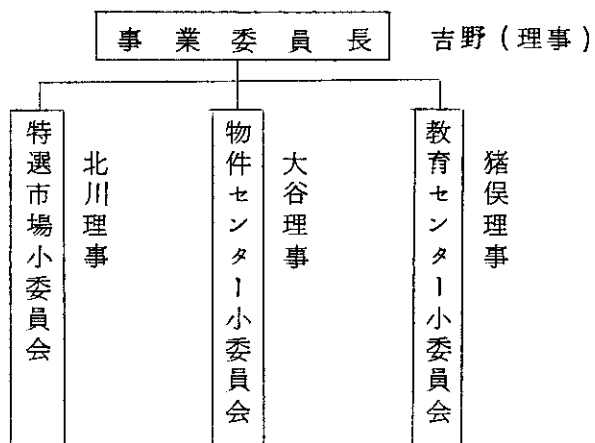 事業委員長
吉野(理事)
教育センター小委員会
猪俣理事
物件センター小委員会
大谷理事
特選市場小委員会
北川理事